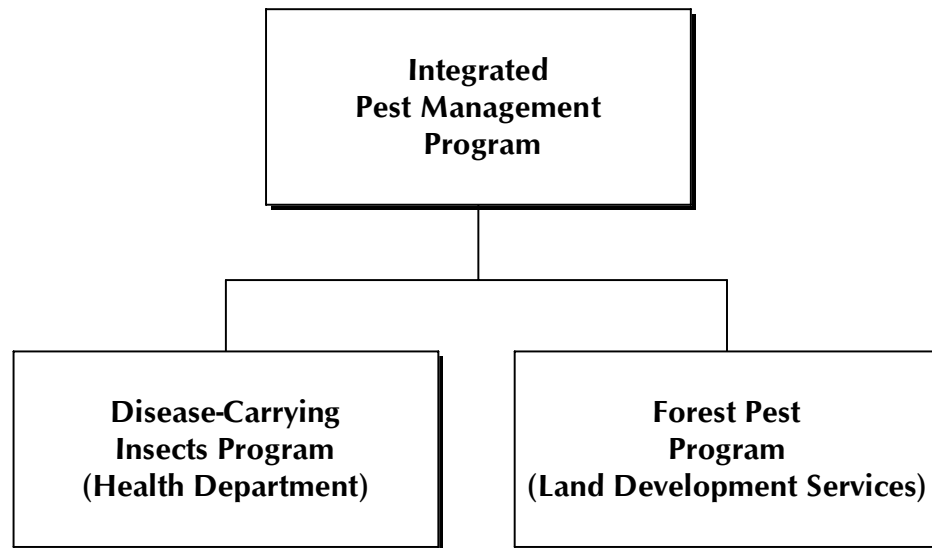 Integrated
Pest Management
Program
Disease-Carrying
Insects Program
(Health Department)
Forest Pest
Program
(Land Development Services)